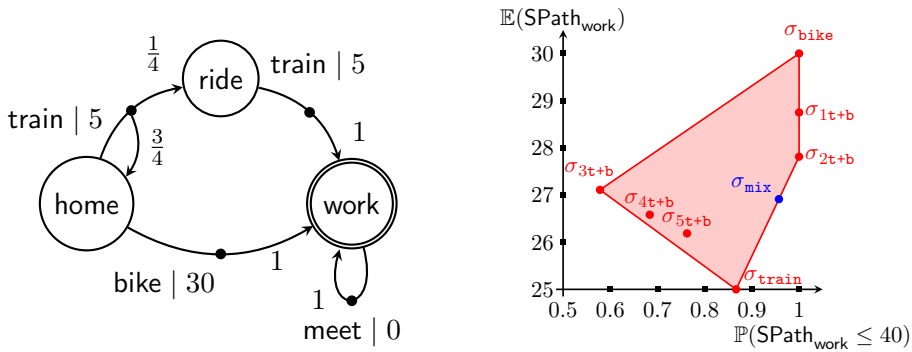 1/4
train | 5
ride
train | 5
3/4
1
home
work
bike | 30
1
1
meet | 0
𝔼(SPath_work)
30
29
28
27
26
25
0.5 0.6 0.7 0.8 0.9 1
ℙ(SPath_work ≤ 40)
σ_bike
σ_1t+b
σ_2t+b
σ_3t+b
σ_mix
σ_4t+b
σ_5t+b
σ_train